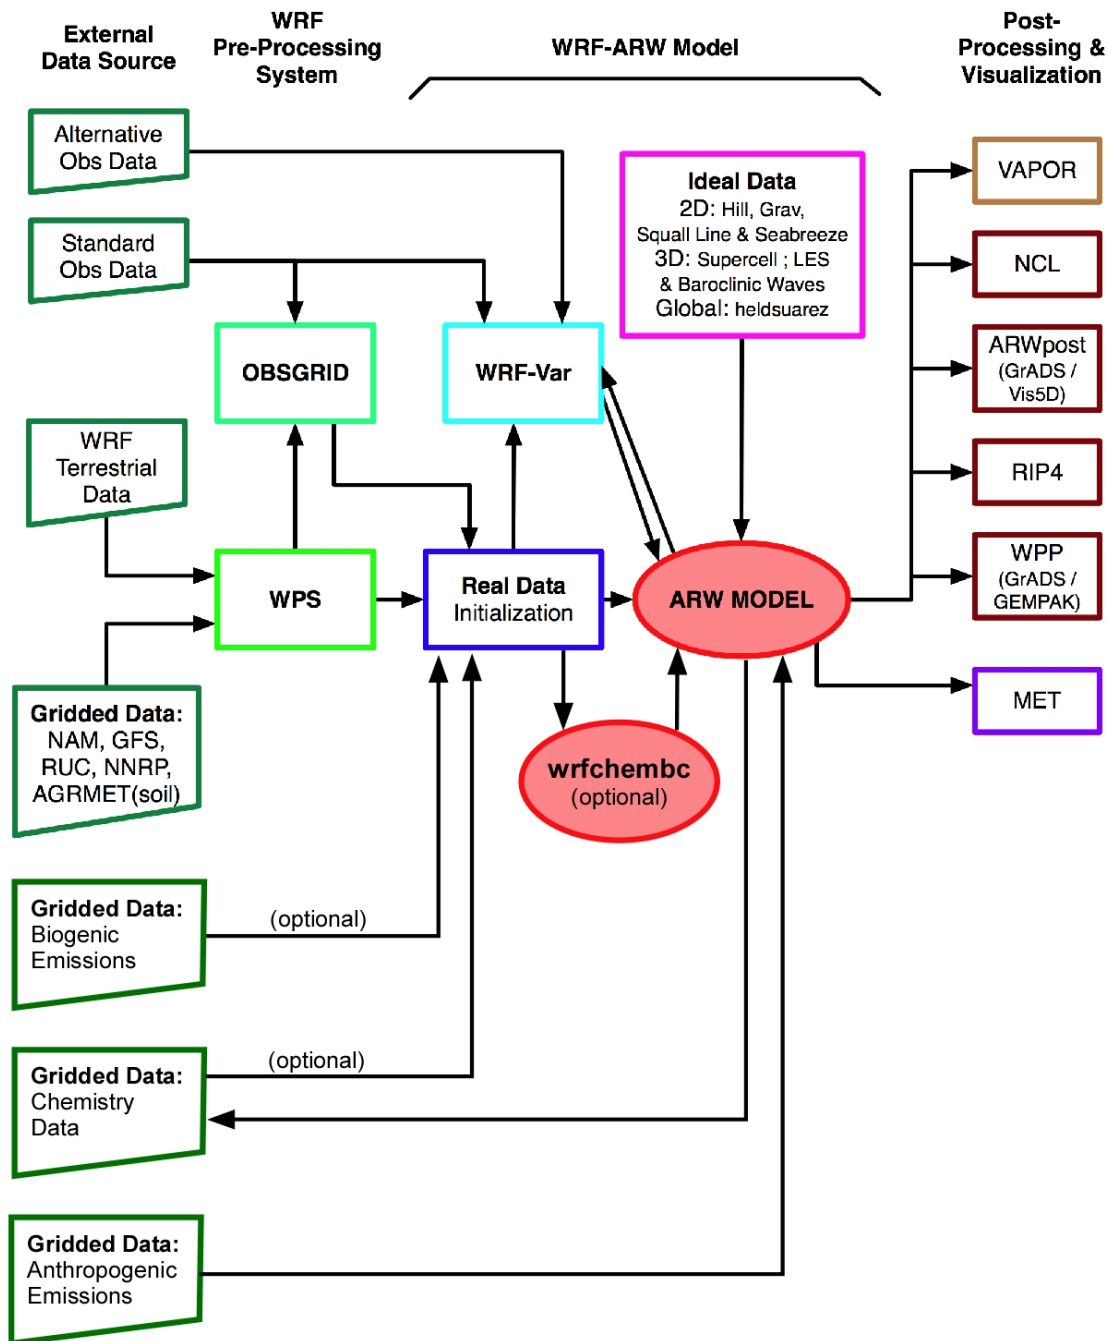 External
Data Source
WRF
Pre-Processing
System
WRF-ARW Model
Post-
Processing &
Visualization
Alternative
Obs Data
Standard
Obs Data
WRF
Terrestrial
Data
Gridded Data:
NAM, GFS,
RUC, NNRP,
AGRMET(soil)
Gridded Data:
Biogenic
Emissions
(optional)
Gridded Data:
Chemistry
Data
(optional)
Gridded Data:
Anthropogenic
Emissions
OBSGRID
WPS
WRF-Var
Real Data
Initialization
Ideal Data
2D: Hill, Grav,
Squall Line & Seabreeze
3D: Supercell ; LES
& Baroclinic Waves
Global: heldsuarez
ARW MODEL
wrfchembc
(optional)
VAPOR
NCL
ARWpost
(GrADS /
Vis5D)
RIP4
WPP
(GrADS /
GEMPAK)
MET